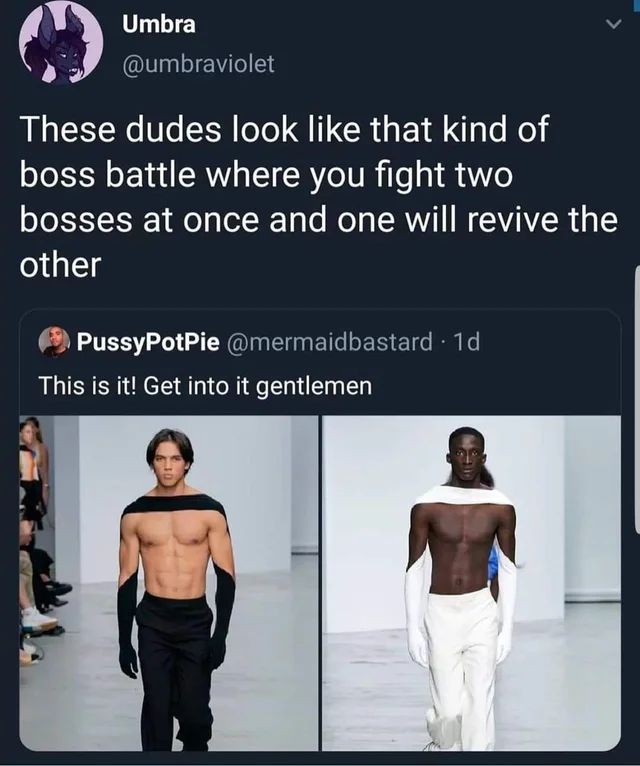 Umbra
@umbraviolet
These dudes look like that kind of
boss battle where you fight two
bosses at once and one will revive the
other
PussyPotPie @mermaidbastard · 1d
This is it! Get into it gentlemen